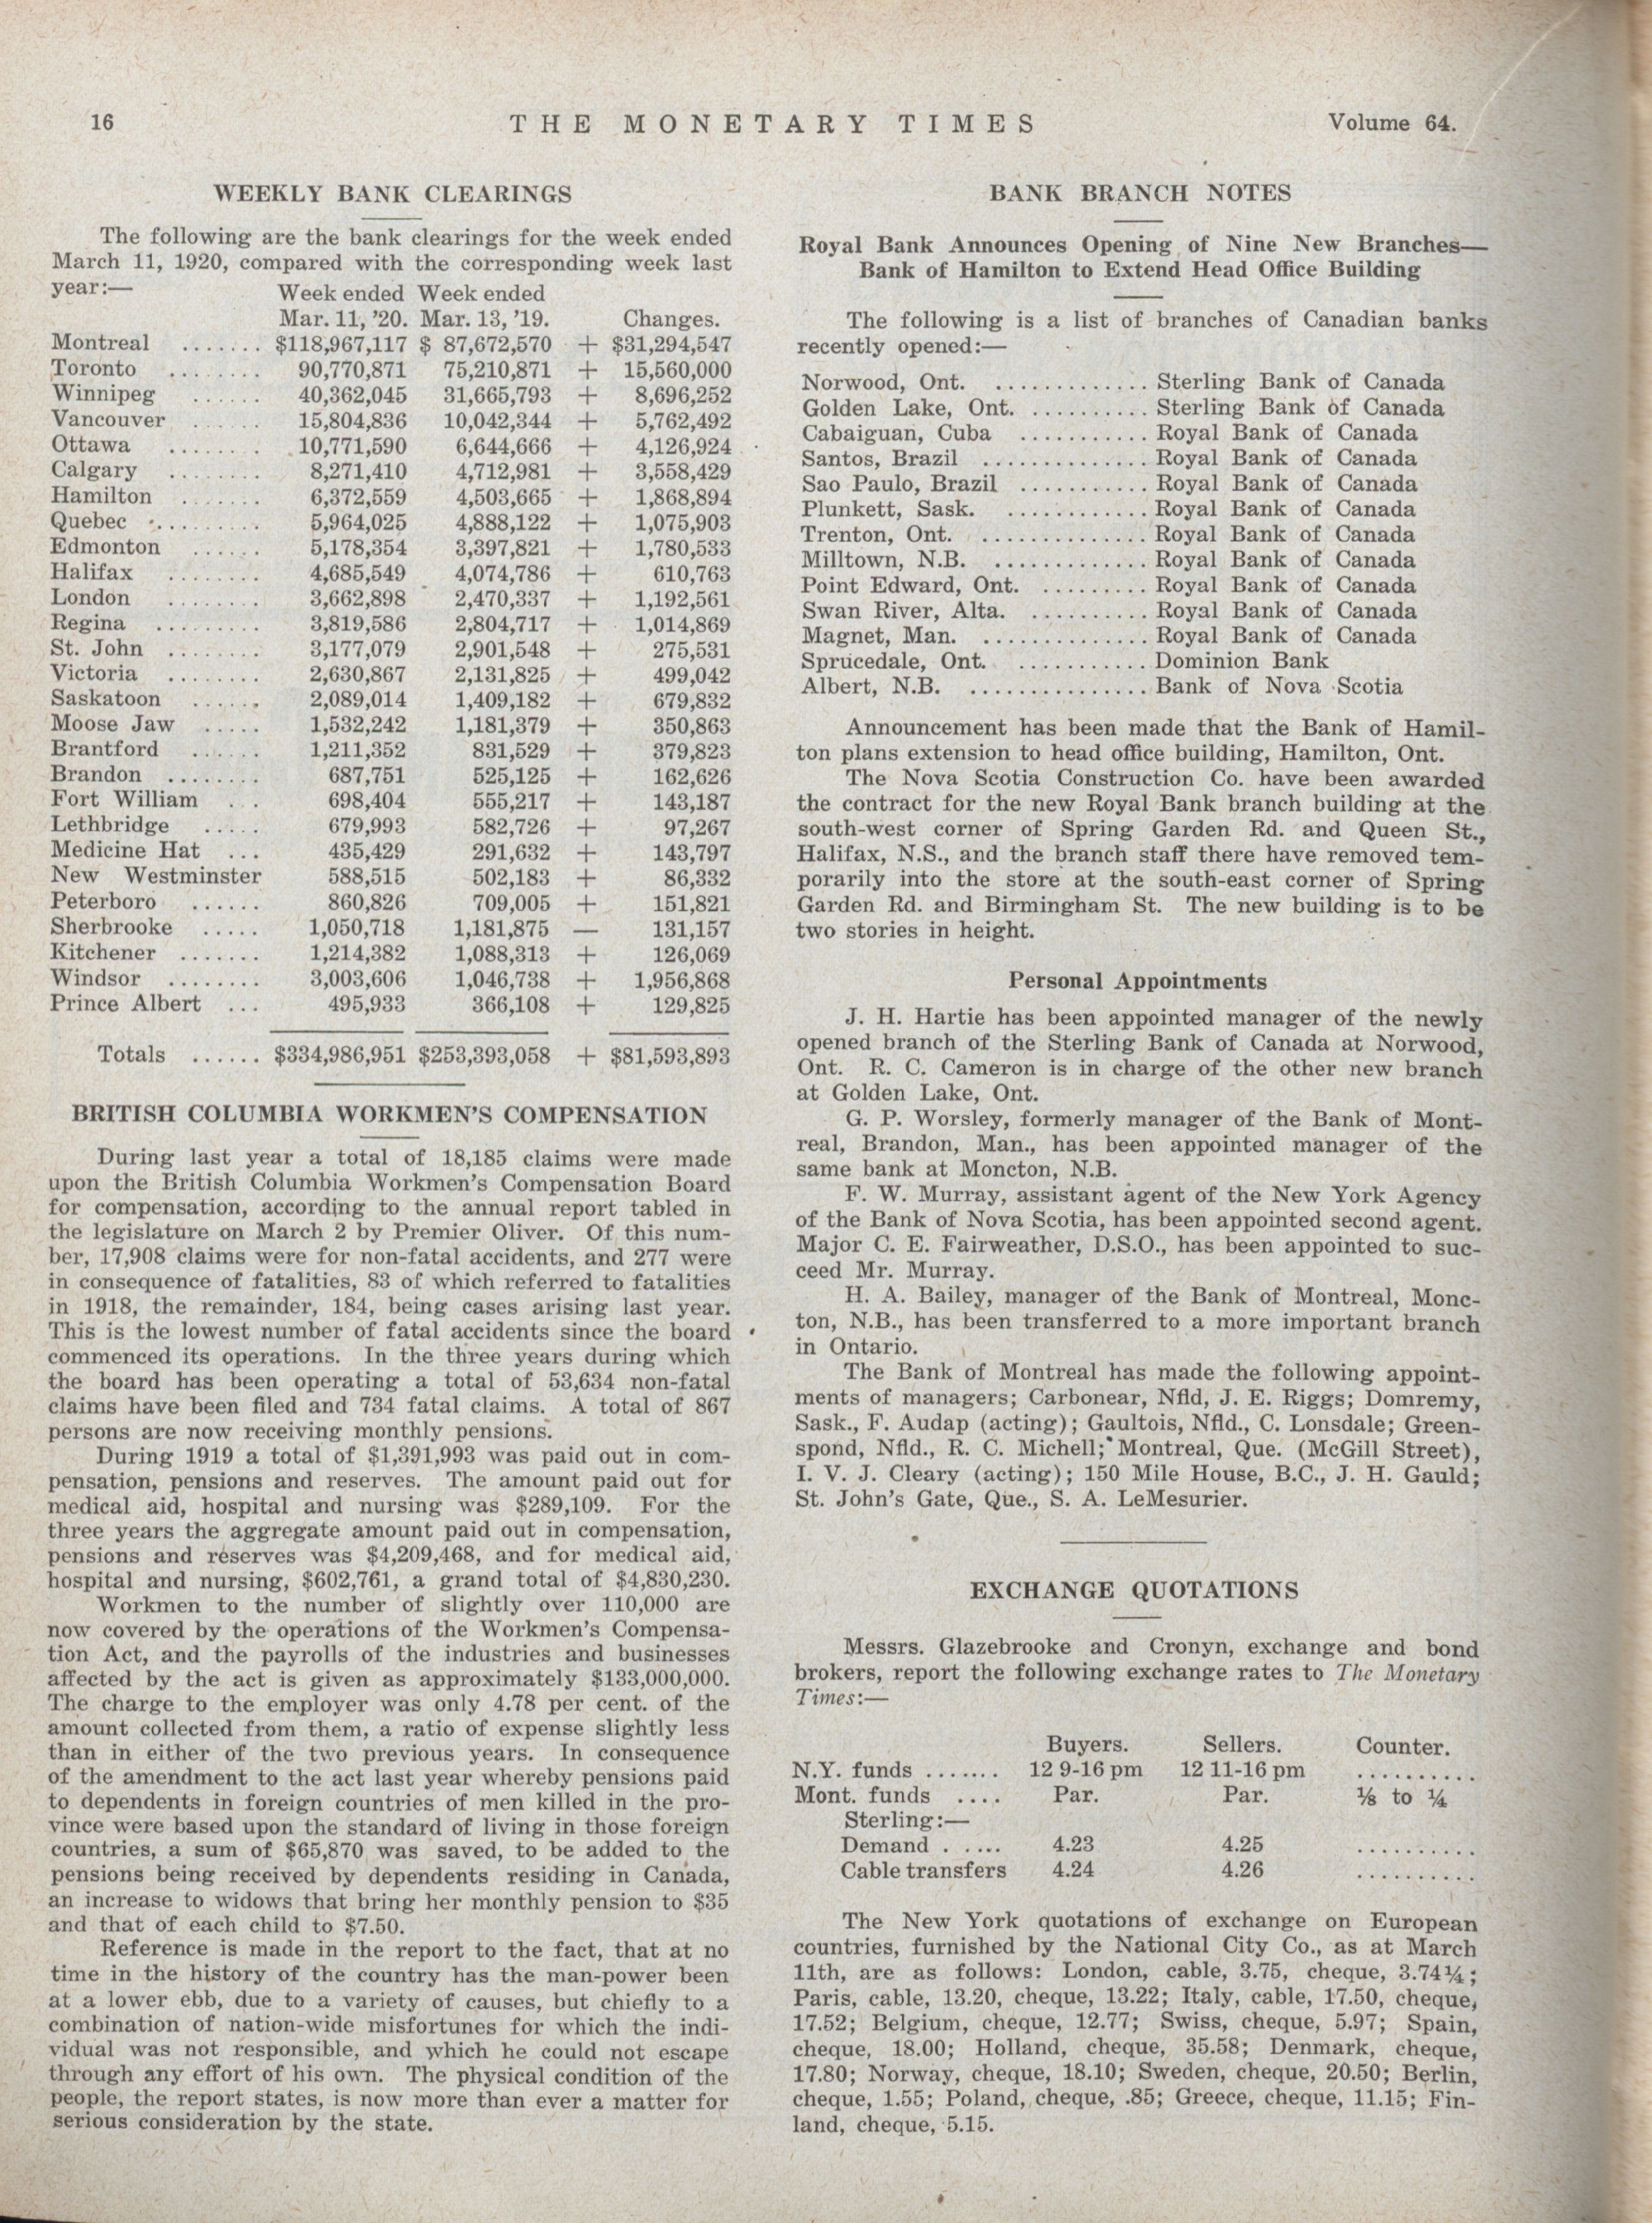 16
THE MONETARY TIMES
Volume 64.
WEEKLY BANK CLEARINGS
The following are the bank clearings for the week ended
March 11, 1920, compared with the corresponding week last
year:—
Week ended Week ended
Mar. 11, '20. Mar. 13, '19. Changes.
Montreal ....... $118,967,117 $ 87,672,570 + $31,294,547
Toronto ........ 90,770,871 75,210,871 + 15,560,000
Winnipeg ...... 40,362,045 31,665,793 + 8,696,252
Vancouver ...... 15,804,836 10,042,344 + 5,762,492
Ottawa ........ 10,771,590 6,644,666 + 4,126,924
Calgary ........ 8,271,410 4,712,981 + 3,558,429
Hamilton ....... 6,372,559 4,503,665 + 1,868,894
Quebec ......... 5,964,025 4,888,122 + 1,075,903
Edmonton ...... 5,178,354 3,397,821 + 1,780,533
Halifax ........ 4,685,549 4,074,786 + 610,763
London ........ 3,662,898 2,470,337 + 1,192,561
Regina ......... 3,819,586 2,804,717 + 1,014,869
St. John ........ 3,177,079 2,901,548 + 275,531
Victoria ........ 2,630,867 2,131,825 + 499,042
Saskatoon ...... 2,089,014 1,409,182 + 679,832
Moose Jaw ..... 1,532,242 1,181,379 + 350,863
Brantford ...... 1,211,352 831,529 + 379,823
Brandon ........ 687,751 525,125 + 162,626
Fort William ... 698,404 555,217 + 143,187
Lethbridge ..... 679,993 582,726 + 97,267
Medicine Hat ... 435,429 291,632 + 143,797
New Westminster 588,515 502,183 + 86,332
Peterboro ...... 860,826 709,005 + 151,821
Sherbrooke ..... 1,050,718 1,181,875 — 131,157
Kitchener ....... 1,214,382 1,088,313 + 126,069
Windsor ........ 3,003,606 1,046,738 + 1,956,868
Prince Albert ... 495,933 366,108 + 129,825
Totals ...... $334,986,951 $253,393,058 + $81,593,893
BRITISH COLUMBIA WORKMEN'S COMPENSATION
During last year a total of 18,185 claims were made
upon the British Columbia Workmen's Compensation Board
for compensation, according to the annual report tabled in
the legislature on March 2 by Premier Oliver. Of this num-
ber, 17,908 claims were for non-fatal accidents, and 277 were
in consequence of fatalities, 83 of which referred to fatalities
in 1918, the remainder, 184, being cases arising last year.
This is the lowest number of fatal accidents since the board
commenced its operations. In the three years during which
the board has been operating a total of 53,634 non-fatal
claims have been filed and 734 fatal claims. A total of 867
persons are now receiving monthly pensions.
During 1919 a total of $1,391,993 was paid out in com-
pensation, pensions and reserves. The amount paid out for
medical aid, hospital and nursing was $289,109. For the
three years the aggregate amount paid out in compensation,
pensions and reserves was $4,209,468, and for medical aid,
hospital and nursing, $602,761, a grand total of $4,830,230.
Workmen to the number of slightly over 110,000 are
now covered by the operations of the Workmen's Compensa-
tion Act, and the payrolls of the industries and businesses
affected by the act is given as approximately $133,000,000.
The charge to the employer was only 4.78 per cent. of the
amount collected from them, a ratio of expense slightly less
than in either of the two previous years. In consequence
of the amendment to the act last year whereby pensions paid
to dependents in foreign countries of men killed in the pro-
vince were based upon the standard of living in those foreign
countries, a sum of $65,870 was saved, to be added to the
pensions being received by dependents residing in Canada,
an increase to widows that bring her monthly pension to $35
and that of each child to $7.50.
Reference is made in the report to the fact, that at no
time in the history of the country has the man-power been
at a lower ebb, due to a variety of causes, but chiefly to a
combination of nation-wide misfortunes for which the indi-
vidual was not responsible, and which he could not escape
through any effort of his own. The physical condition of the
people, the report states, is now more than ever a matter for
serious consideration by the state.
BANK BRANCH NOTES
Royal Bank Announces Opening of Nine New Branches—
Bank of Hamilton to Extend Head Office Building
The following is a list of branches of Canadian banks
recently opened:—
Norwood, Ont. ............. Sterling Bank of Canada
Golden Lake, Ont. .......... Sterling Bank of Canada
Cabaiguan, Cuba ........... Royal Bank of Canada
Santos, Brazil .............. Royal Bank of Canada
Sao Paulo, Brazil ........... Royal Bank of Canada
Plunkett, Sask. ............ Royal Bank of Canada
Trenton, Ont. .............. Royal Bank of Canada
Milltown, N.B. ............. Royal Bank of Canada
Point Edward, Ont. ......... Royal Bank of Canada
Swan River, Alta. .......... Royal Bank of Canada
Magnet, Man. .............. Royal Bank of Canada
Sprucedale, Ont. ........... Dominion Bank
Albert, N.B. ............... Bank of Nova Scotia
Announcement has been made that the Bank of Hamil-
ton plans extension to head office building, Hamilton, Ont.
The Nova Scotia Construction Co. have been awarded
the contract for the new Royal Bank branch building at the
south-west corner of Spring Garden Rd. and Queen St.,
Halifax, N.S., and the branch staff there have removed tem-
porarily into the store at the south-east corner of Spring
Garden Rd. and Birmingham St. The new building is to be
two stories in height.
Personal Appointments
J. H. Hartie has been appointed manager of the newly
opened branch of the Sterling Bank of Canada at Norwood,
Ont. R. C. Cameron is in charge of the other new branch
at Golden Lake, Ont.
G. P. Worsley, formerly manager of the Bank of Mont-
real, Brandon, Man., has been appointed manager of the
same bank at Moncton, N.B.
F. W. Murray, assistant agent of the New York Agency
of the Bank of Nova Scotia, has been appointed second agent.
Major C. E. Fairweather, D.S.O., has been appointed to suc-
ceed Mr. Murray.
H. A. Bailey, manager of the Bank of Montreal, Monc-
ton, N.B., has been transferred to a more important branch
in Ontario.
The Bank of Montreal has made the following appoint-
ments of managers; Carbonear, Nfld, J. E. Riggs; Domremy,
Sask., F. Audap (acting); Gaultois, Nfld., C. Lonsdale; Green-
spond, Nfld., R. C. Michell; Montreal, Que. (McGill Street),
I. V. J. Cleary (acting); 150 Mile House, B.C., J. H. Gauld;
St. John's Gate, Que., S. A. LeMesurier.
EXCHANGE QUOTATIONS
Messrs. Glazebrooke and Cronyn, exchange and bond
brokers, report the following exchange rates to The Monetary
Times:—
Buyers. Sellers. Counter.
N.Y. funds ....... 12 9-16 pm 12 11-16 pm ..........
Mont. funds .... Par. Par. ⅛ to ¼
Sterling:—
Demand ..... 4.23 4.25 ..........
Cable transfers 4.24 4.26 ..........
The New York quotations of exchange on European
countries, furnished by the National City Co., as at March
11th, are as follows: London, cable, 3.75, cheque, 3.74¼;
Paris, cable, 13.20, cheque, 13.22; Italy, cable, 17.50, cheque,
17.52; Belgium, cheque, 12.77; Swiss, cheque, 5.97; Spain,
cheque, 18.00; Holland, cheque, 35.58; Denmark, cheque,
17.80; Norway, cheque, 18.10; Sweden, cheque, 20.50; Berlin,
cheque, 1.55; Poland, cheque, .85; Greece, cheque, 11.15; Fin-
land, cheque, 5.15.